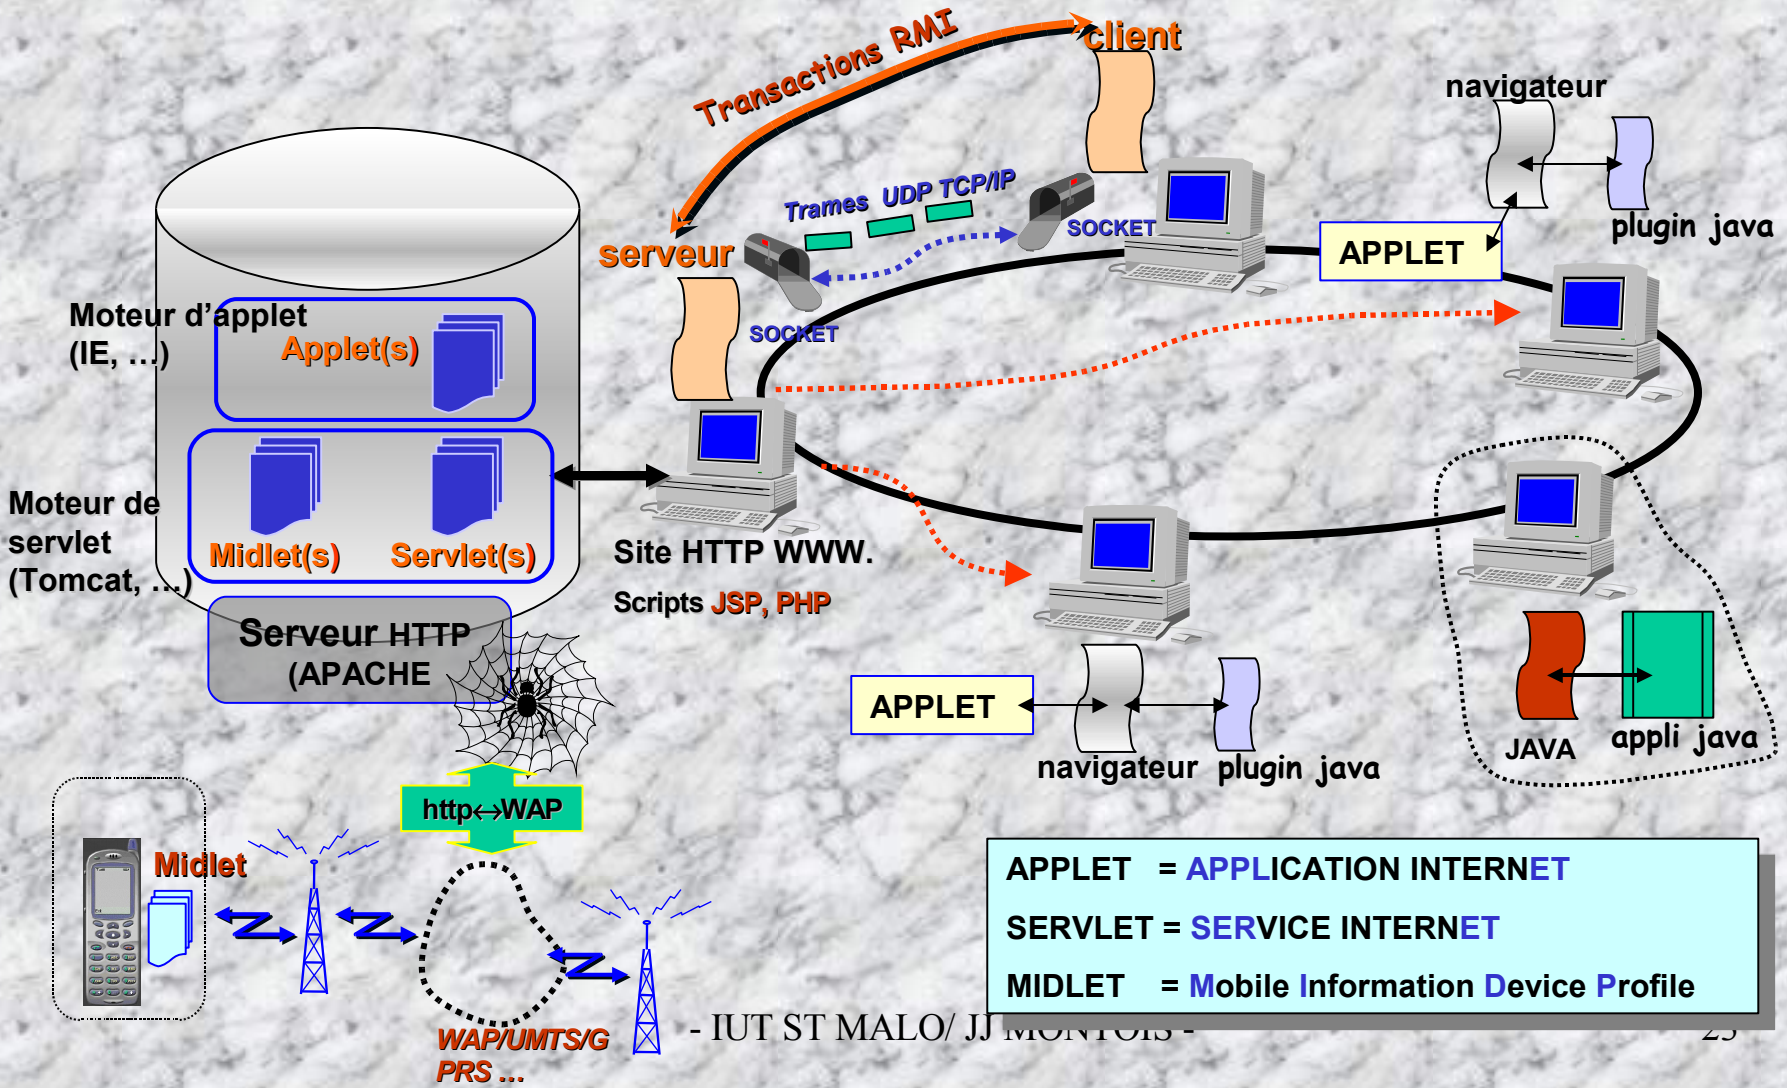 Transactions RMI
client
navigateur
plugin java
APPLET
Trames UDP TCP/IP
SOCKET
serveur
SOCKET
Moteur d’applet
(IE, …)
Applet(s)
Moteur de
servlet
(Tomcat, …)
Midlet(s)
Servlet(s)
Site HTTP WWW.
Scripts JSP, PHP
Serveur HTTP
(APACHE
APPLET
navigateur
plugin java
JAVA
appli java
http↔WAP
Midlet
WAP/UMTS/G
PRS …
APPLET = APPLICATION INTERNET
SERVLET = SERVICE INTERNET
MIDLET = Mobile Information Device Profile
- IUT ST MALO/ JJ MONTOIS -